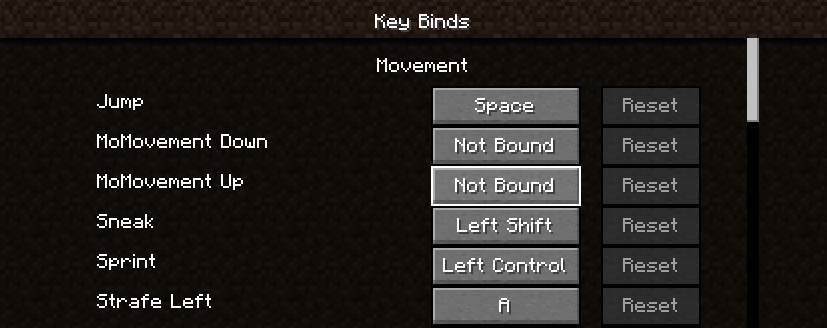 Key Binds
Movement
Jump Space Reset
MoMovement Down Not Bound Reset
MoMovement Up Not Bound Reset
Sneak Left Shift Reset
Sprint Left Control Reset
Strafe Left A Reset